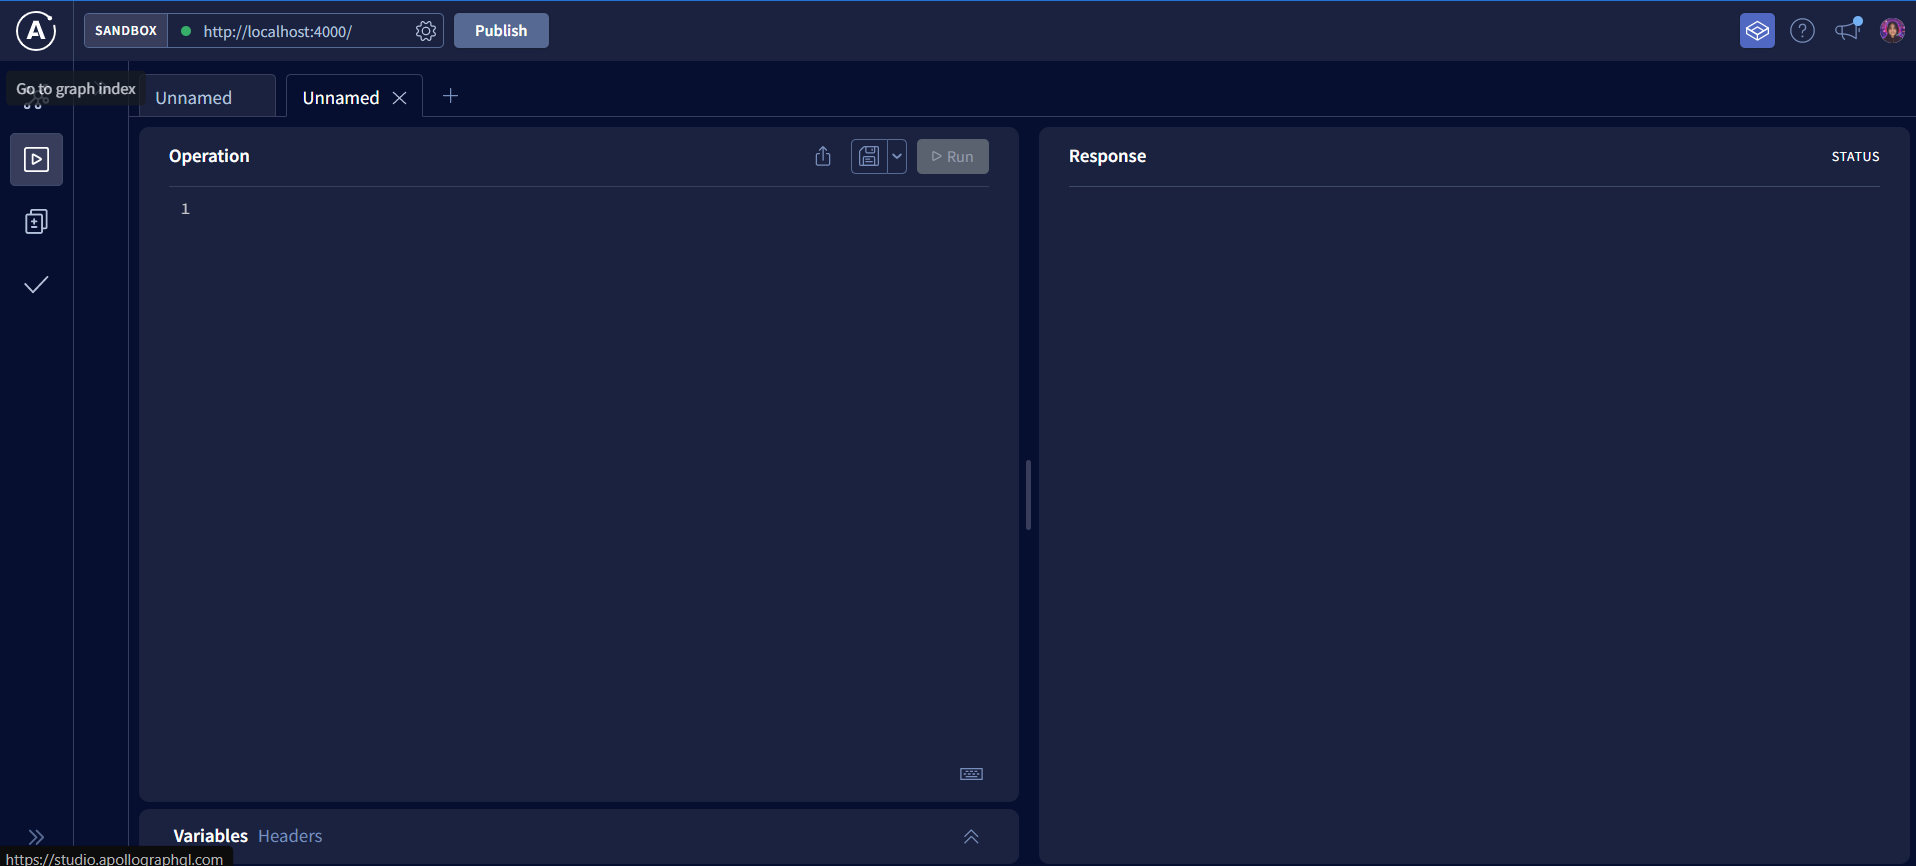 A SANDBOX http://localhost:4000/ Publish
Go to graph index
Unnamed Unnamed
Operation Run
1
Response STATUS
Variables Headers
https://studio.apollographql.com